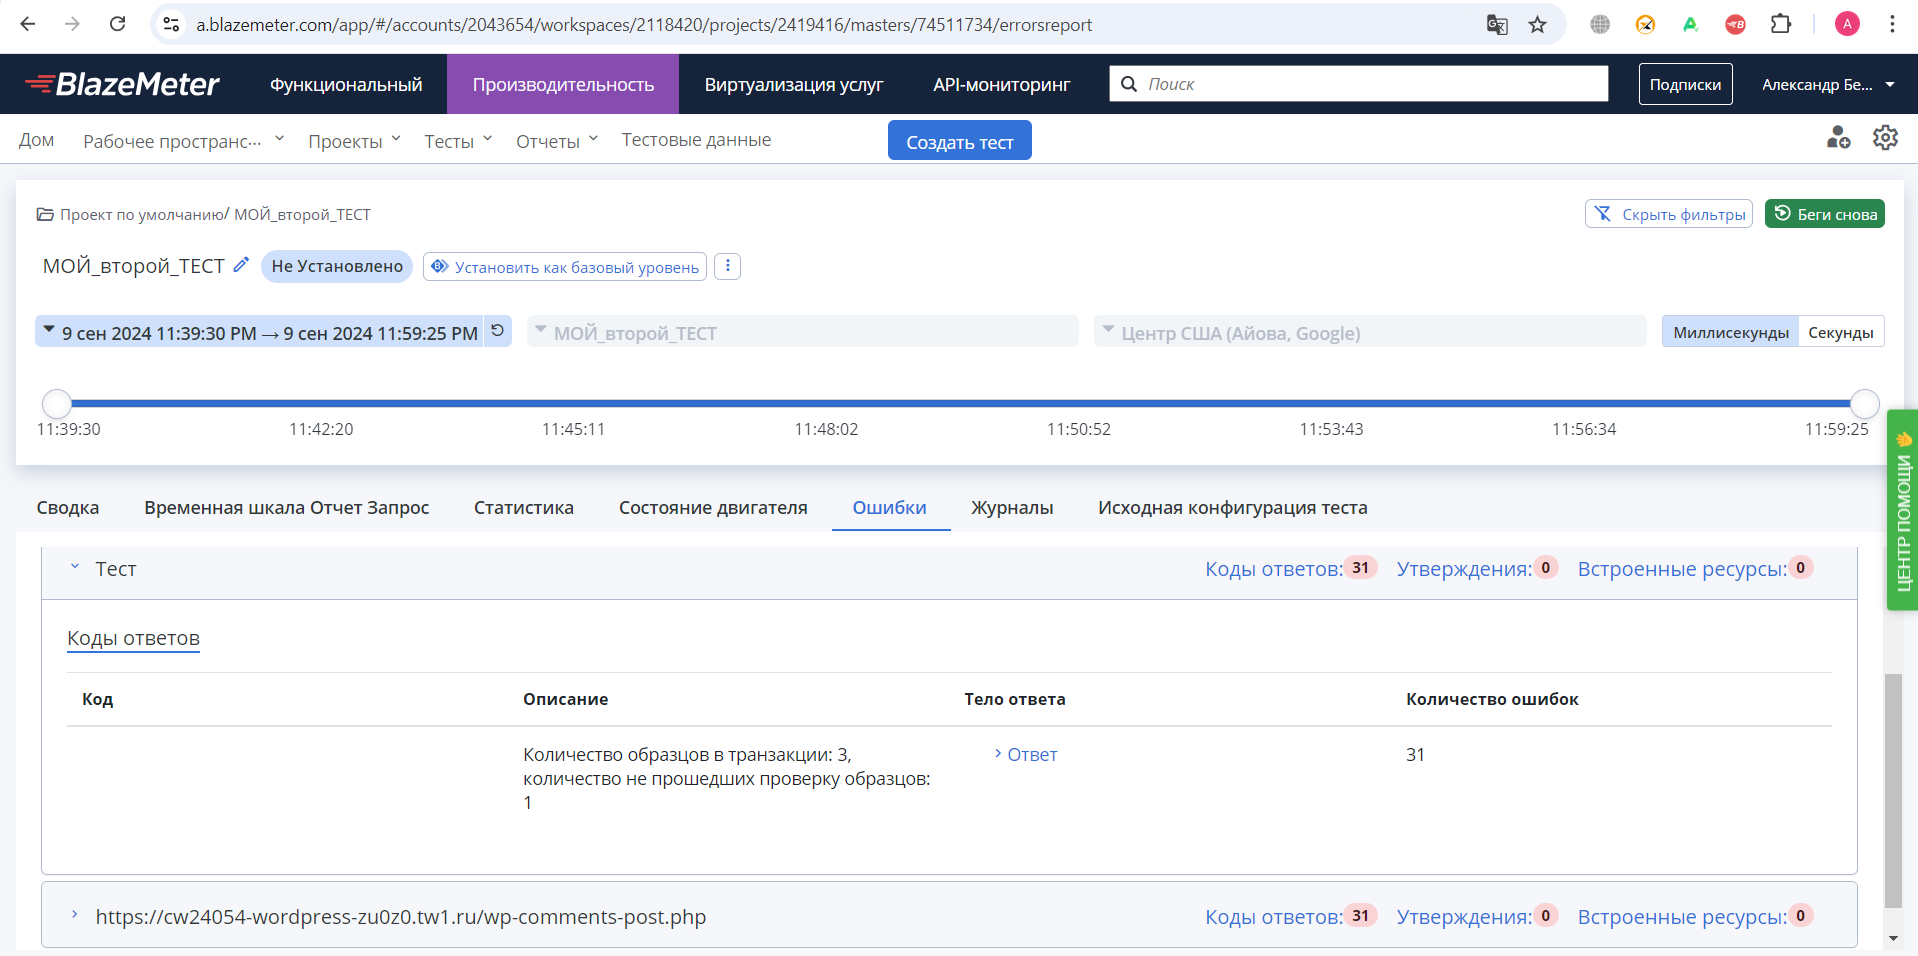 a.blazemeter.com/app/#/accounts/2043654/workspaces/2118420/projects/2419416/masters/74511734/errorsreport
A
BlazeMeter Функциональный Производительность Виртуализация услуг API-мониторинг Поиск Подписки Александр Бе...
Дом Рабочее пространс··· Проекты Тесты Отчеты Тестовые данные Создать тест
Проект по умолчанию/ МОЙ_второй_ТЕСТ Скрыть фильтры Беги снова
МОЙ_второй_ТЕСТ Не Установлено Установить как базовый уровень
9 сен 2024 11:39:30 PM → 9 сен 2024 11:59:25 PM МОЙ_второй_ТЕСТ Центр США (Айова, Google) Миллисекунды Секунды
11:39:30 11:42:20 11:45:11 11:48:02 11:50:52 11:53:43 11:56:34 11:59:25
ЦЕНТР ПОМОЩИ
Сводка Временная шкала Отчет Запрос Статистика Состояние двигателя Ошибки Журналы Исходная конфигурация теста
Тест Коды ответов: 31 Утверждения: 0 Встроенные ресурсы: 0
Коды ответов
Код Описание Тело ответа Количество ошибок
Количество образцов в транзакции: 3, Ответ 31
количество не прошедших проверку образцов:
1
https://cw24054-wordpress-zu0z0.tw1.ru/wp-comments-post.php Коды ответов: 31 Утверждения: 0 Встроенные ресурсы: 0